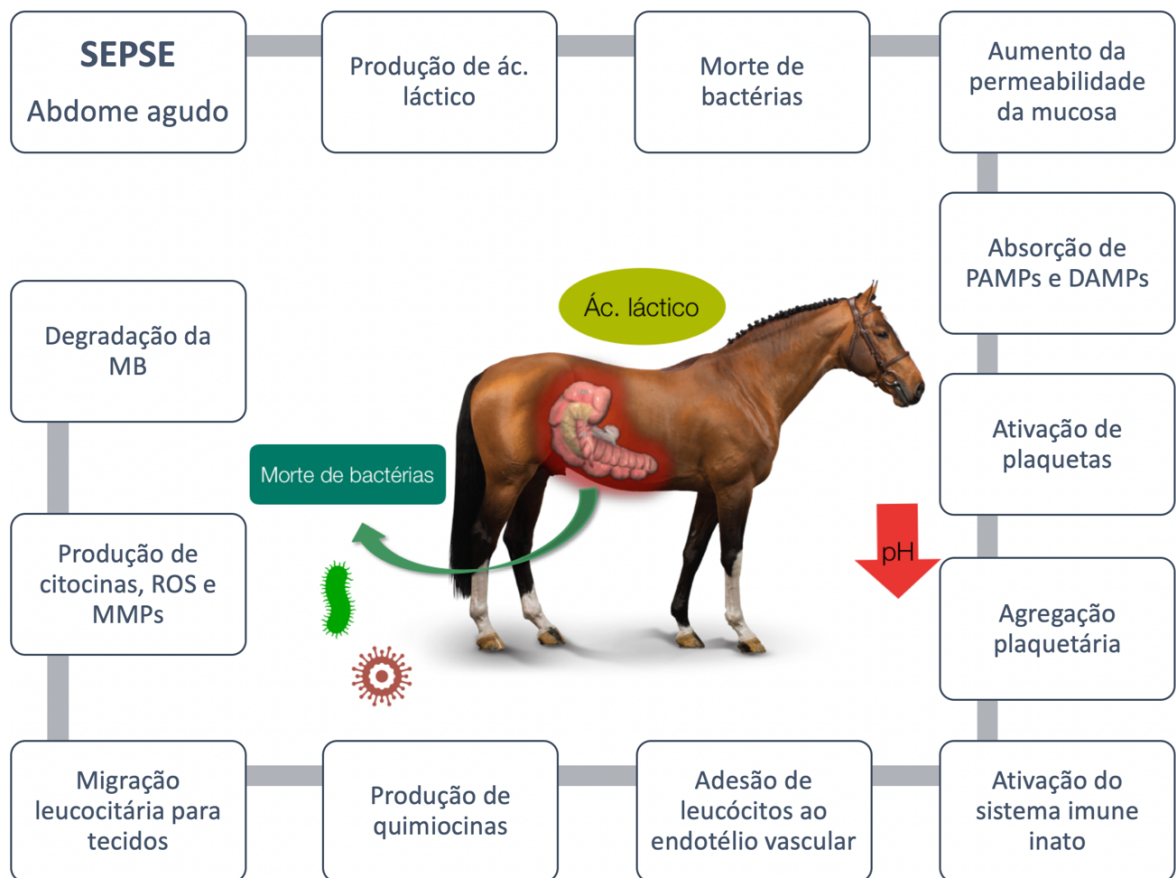 SEPSE
Abdome agudo
Produção de ác.
láctico
Morte de
bactérias
Aumento da
permeabilidade
da mucosa
Absorção de
PAMPs e DAMPs
Ativação de
plaquetas
Agregação
plaquetária
Ativação do
sistema imune
inato
Adesão de
leucócitos ao
endotélio vascular
Produção de
quimiocinas
Migração
leucocitária para
tecidos
Produção de
citocinas, ROS e
MMPs
Degradação da
MB
Ác. láctico
Morte de bactérias
pH